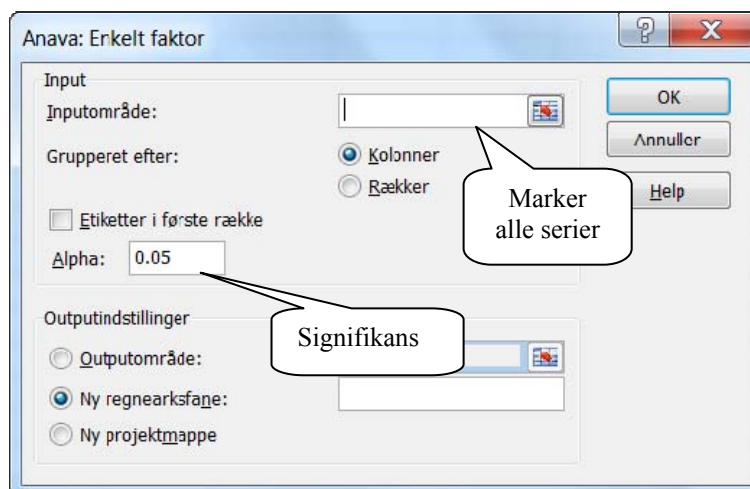 Anava: Enkelt faktor
Input
Inputområde:
OK
Grupperet efter:
Kolonner
Annuller
Rækker
Marker
alle serier
Help
Etiketter i første række
Alpha: 0.05
Outputindstillinger
Signifikans
Outputområde:
Ny regnearksfane:
Ny projektmappe